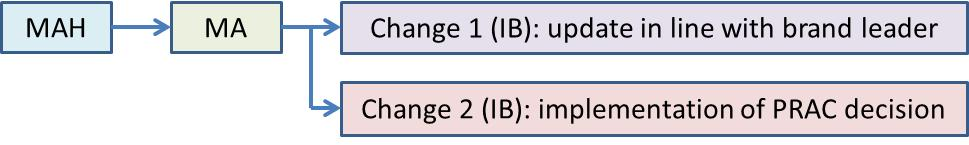 MAH
MA
Change 1 (IB): update in line with brand leader
Change 2 (IB): implementation of PRAC decision